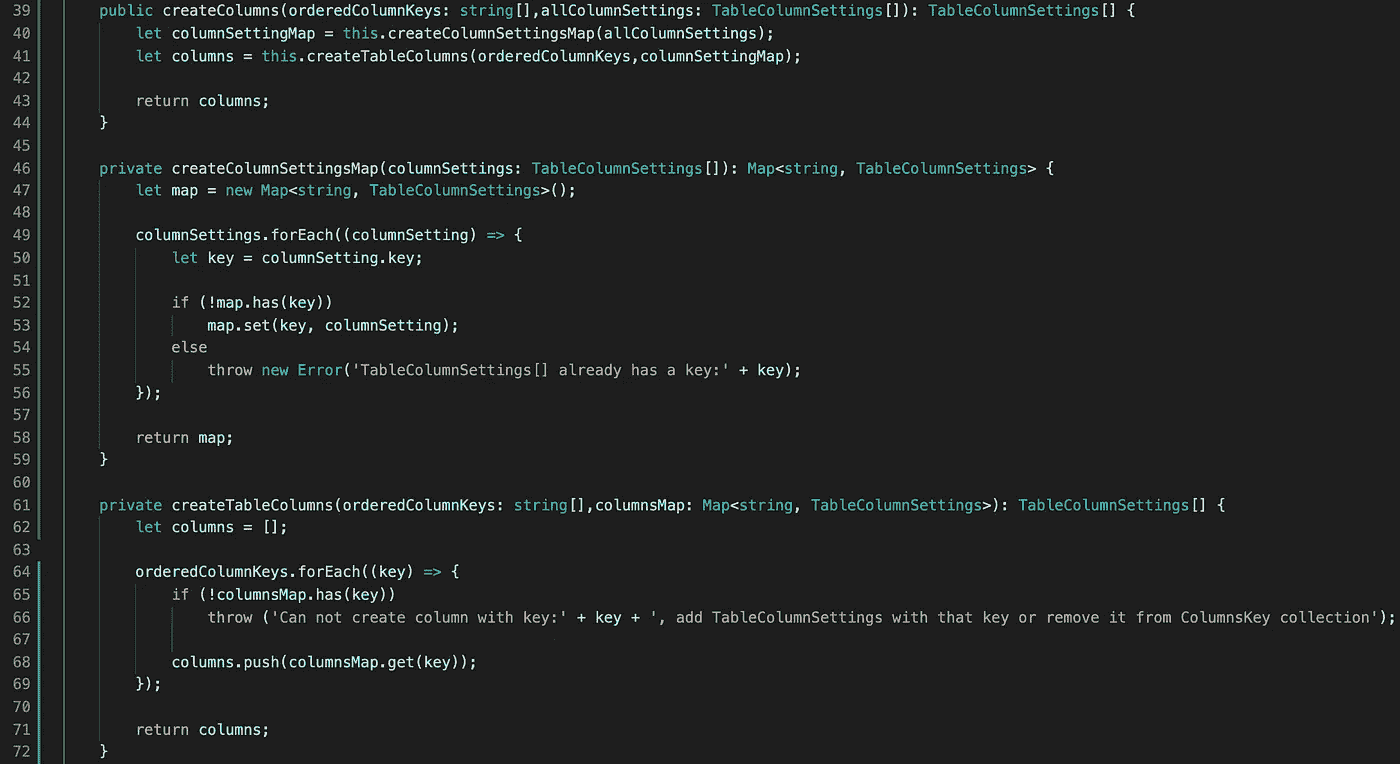 39 public createColumns(orderedColumnKeys: string[],allColumnSettings: TableColumnSettings[]): TableColumnSettings[] {
40 let columnSettingMap = this.createColumnSettingsMap(allColumnSettings);
41 let columns = this.createTableColumns(orderedColumnKeys,columnSettingMap);
42
43 return columns;
44 }
45
46 private createColumnSettingsMap(columnSettings: TableColumnSettings[]): Map<string, TableColumnSettings> {
47 let map = new Map<string, TableColumnSettings>();
48
49 columnSettings.forEach((columnSetting) => {
50 let key = columnSetting.key;
51
52 if (!map.has(key))
53 map.set(key, columnSetting);
54 else
55 throw new Error('TableColumnSettings[] already has a key:' + key);
56 });
57
58 return map;
59 }
60
61 private createTableColumns(orderedColumnKeys: string[],columnsMap: Map<string, TableColumnSettings>): TableColumnSettings[] {
62 let columns = [];
63
64 orderedColumnKeys.forEach((key) => {
65 if (!columnsMap.has(key))
66 throw ('Can not create column with key:' + key + ', add TableColumnSettings with that key or remove it from ColumnsKey collection');
67
68 columns.push(columnsMap.get(key));
69 });
70
71 return columns;
72 }